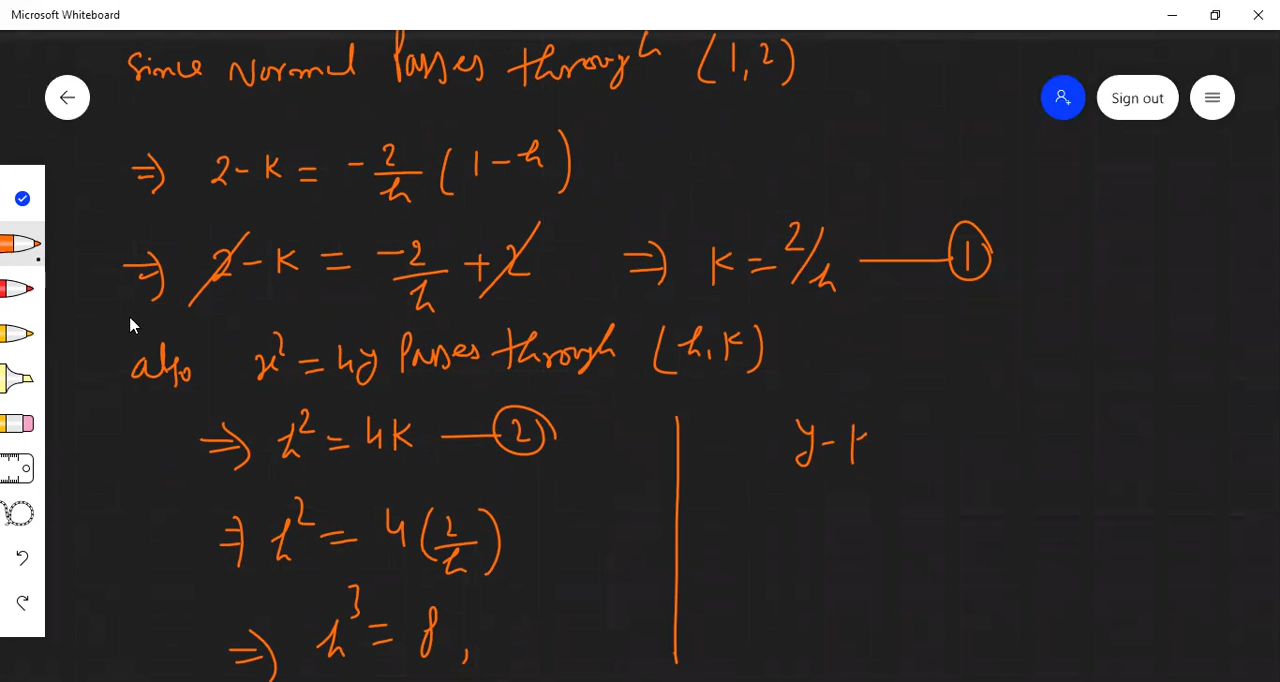 Microsoft Whiteboard
Sign out
Since Normal Passes through (1, 2)
⇒ 2 - k = -2/h (1 - h)
⇒ 2 - k = -2/h + 2 ⇒ k = 2/h — ①
also x² = 4y Passes through (h, k)
⇒ h² = 4k — ②
y - k
⇒ h² = 4(2/h)
⇒ h³ = 8,